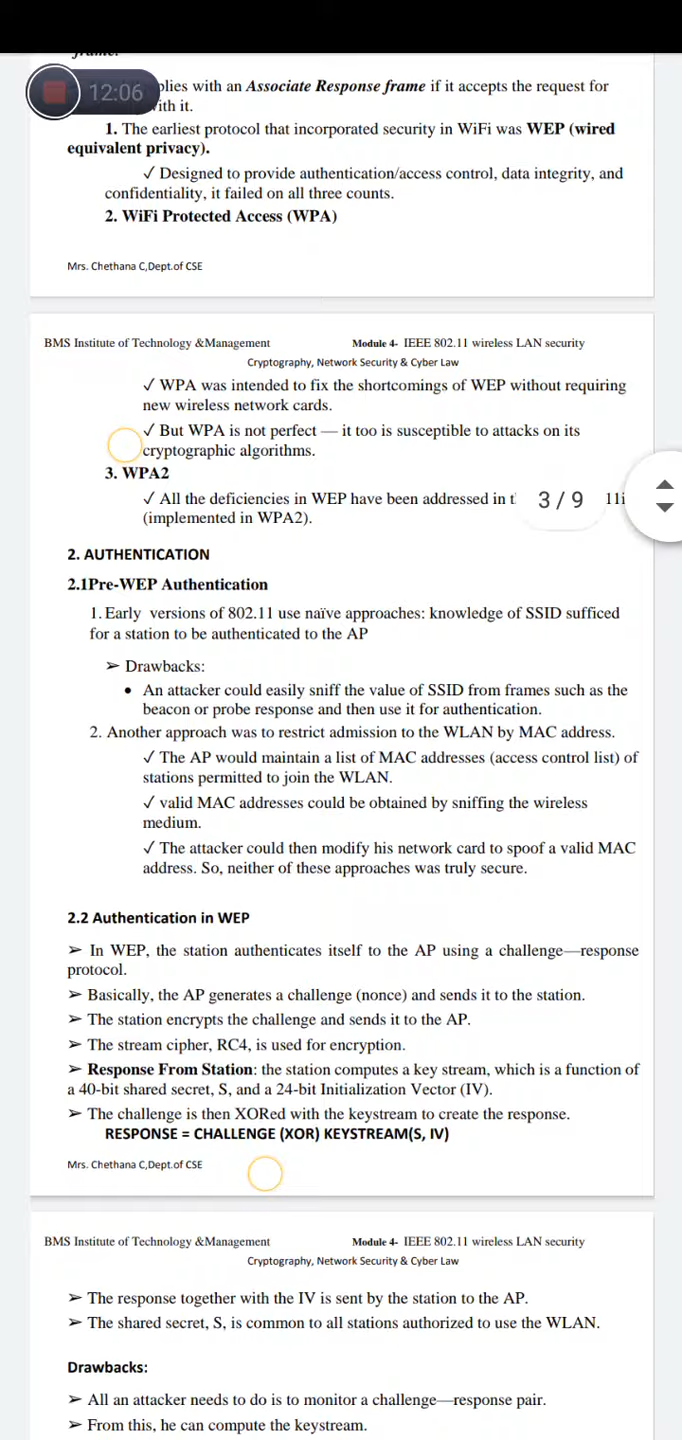 frame.
12:06
plies with an Associate Response frame if it accepts the request for
with it.
1. The earliest protocol that incorporated security in WiFi was WEP (wired
equivalent privacy).
✓ Designed to provide authentication/access control, data integrity, and
confidentiality, it failed on all three counts.
2. WiFi Protected Access (WPA)
Mrs. Chethana C,Dept.of CSE
BMS Institute of Technology &Management Module 4- IEEE 802.11 wireless LAN security
Cryptography, Network Security & Cyber Law
✓ WPA was intended to fix the shortcomings of WEP without requiring
new wireless network cards.
✓ But WPA is not perfect — it too is susceptible to attacks on its
cryptographic algorithms.
3. WPA2
✓ All the deficiencies in WEP have been addressed in t 11i
3 / 9
(implemented in WPA2).
2. AUTHENTICATION
2.1Pre-WEP Authentication
1. Early versions of 802.11 use naïve approaches: knowledge of SSID sufficed
for a station to be authenticated to the AP
➢ Drawbacks:
• An attacker could easily sniff the value of SSID from frames such as the
beacon or probe response and then use it for authentication.
2. Another approach was to restrict admission to the WLAN by MAC address.
✓ The AP would maintain a list of MAC addresses (access control list) of
stations permitted to join the WLAN.
✓ valid MAC addresses could be obtained by sniffing the wireless
medium.
✓ The attacker could then modify his network card to spoof a valid MAC
address. So, neither of these approaches was truly secure.
2.2 Authentication in WEP
➢ In WEP, the station authenticates itself to the AP using a challenge—response
protocol.
➢ Basically, the AP generates a challenge (nonce) and sends it to the station.
➢ The station encrypts the challenge and sends it to the AP.
➢ The stream cipher, RC4, is used for encryption.
➢ Response From Station: the station computes a key stream, which is a function of
a 40-bit shared secret, S, and a 24-bit Initialization Vector (IV).
➢ The challenge is then XORed with the keystream to create the response.
RESPONSE = CHALLENGE (XOR) KEYSTREAM(S, IV)
Mrs. Chethana C,Dept.of CSE
BMS Institute of Technology &Management Module 4- IEEE 802.11 wireless LAN security
Cryptography, Network Security & Cyber Law
➢ The response together with the IV is sent by the station to the AP.
➢ The shared secret, S, is common to all stations authorized to use the WLAN.
Drawbacks:
➢ All an attacker needs to do is to monitor a challenge—response pair.
➢ From this, he can compute the keystream.